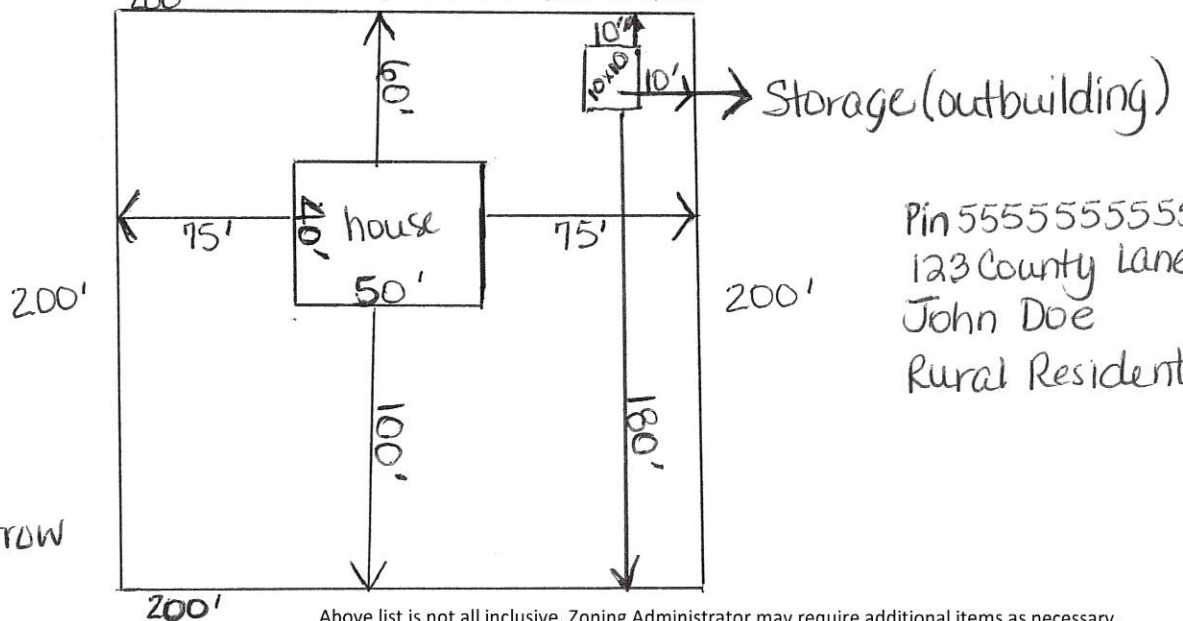 200'
10'
10x10
10'
Storage (outbuilding)
60'
40'
house
75'
75'
50'
200'
200'
Pin 5555555555
123 County Lane
John Doe
Rural Resident
100'
180'
row
200'
Above list is not all inclusive. Zoning Administrator may require additional items as necessary.